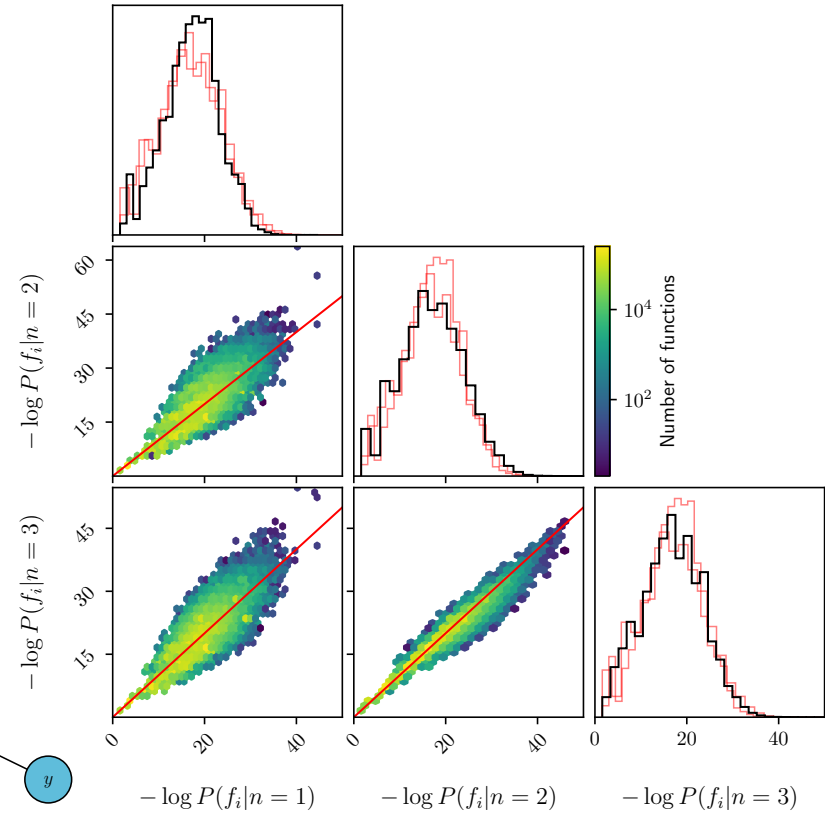 − log P(f_i|n = 2)
60
45
30
15
10^4
10^2
Number of functions
− log P(f_i|n = 3)
45
30
15
0
20
40
0
20
40
0
20
40
y
− log P(f_i|n = 1)
− log P(f_i|n = 2)
− log P(f_i|n = 3)